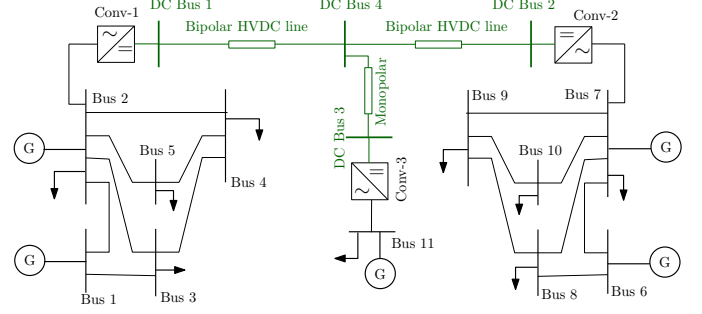 DC Bus 1
DC Bus 4
DC Bus 2
Conv-1
Conv-2
Bipolar HVDC line
Bipolar HVDC line
Monopolar
DC Bus 3
Conv-3
Bus 2
Bus 9
Bus 7
G
Bus 5
Bus 4
Bus 10
G
Bus 11
G
G
G
Bus 1
Bus 3
Bus 8
Bus 6